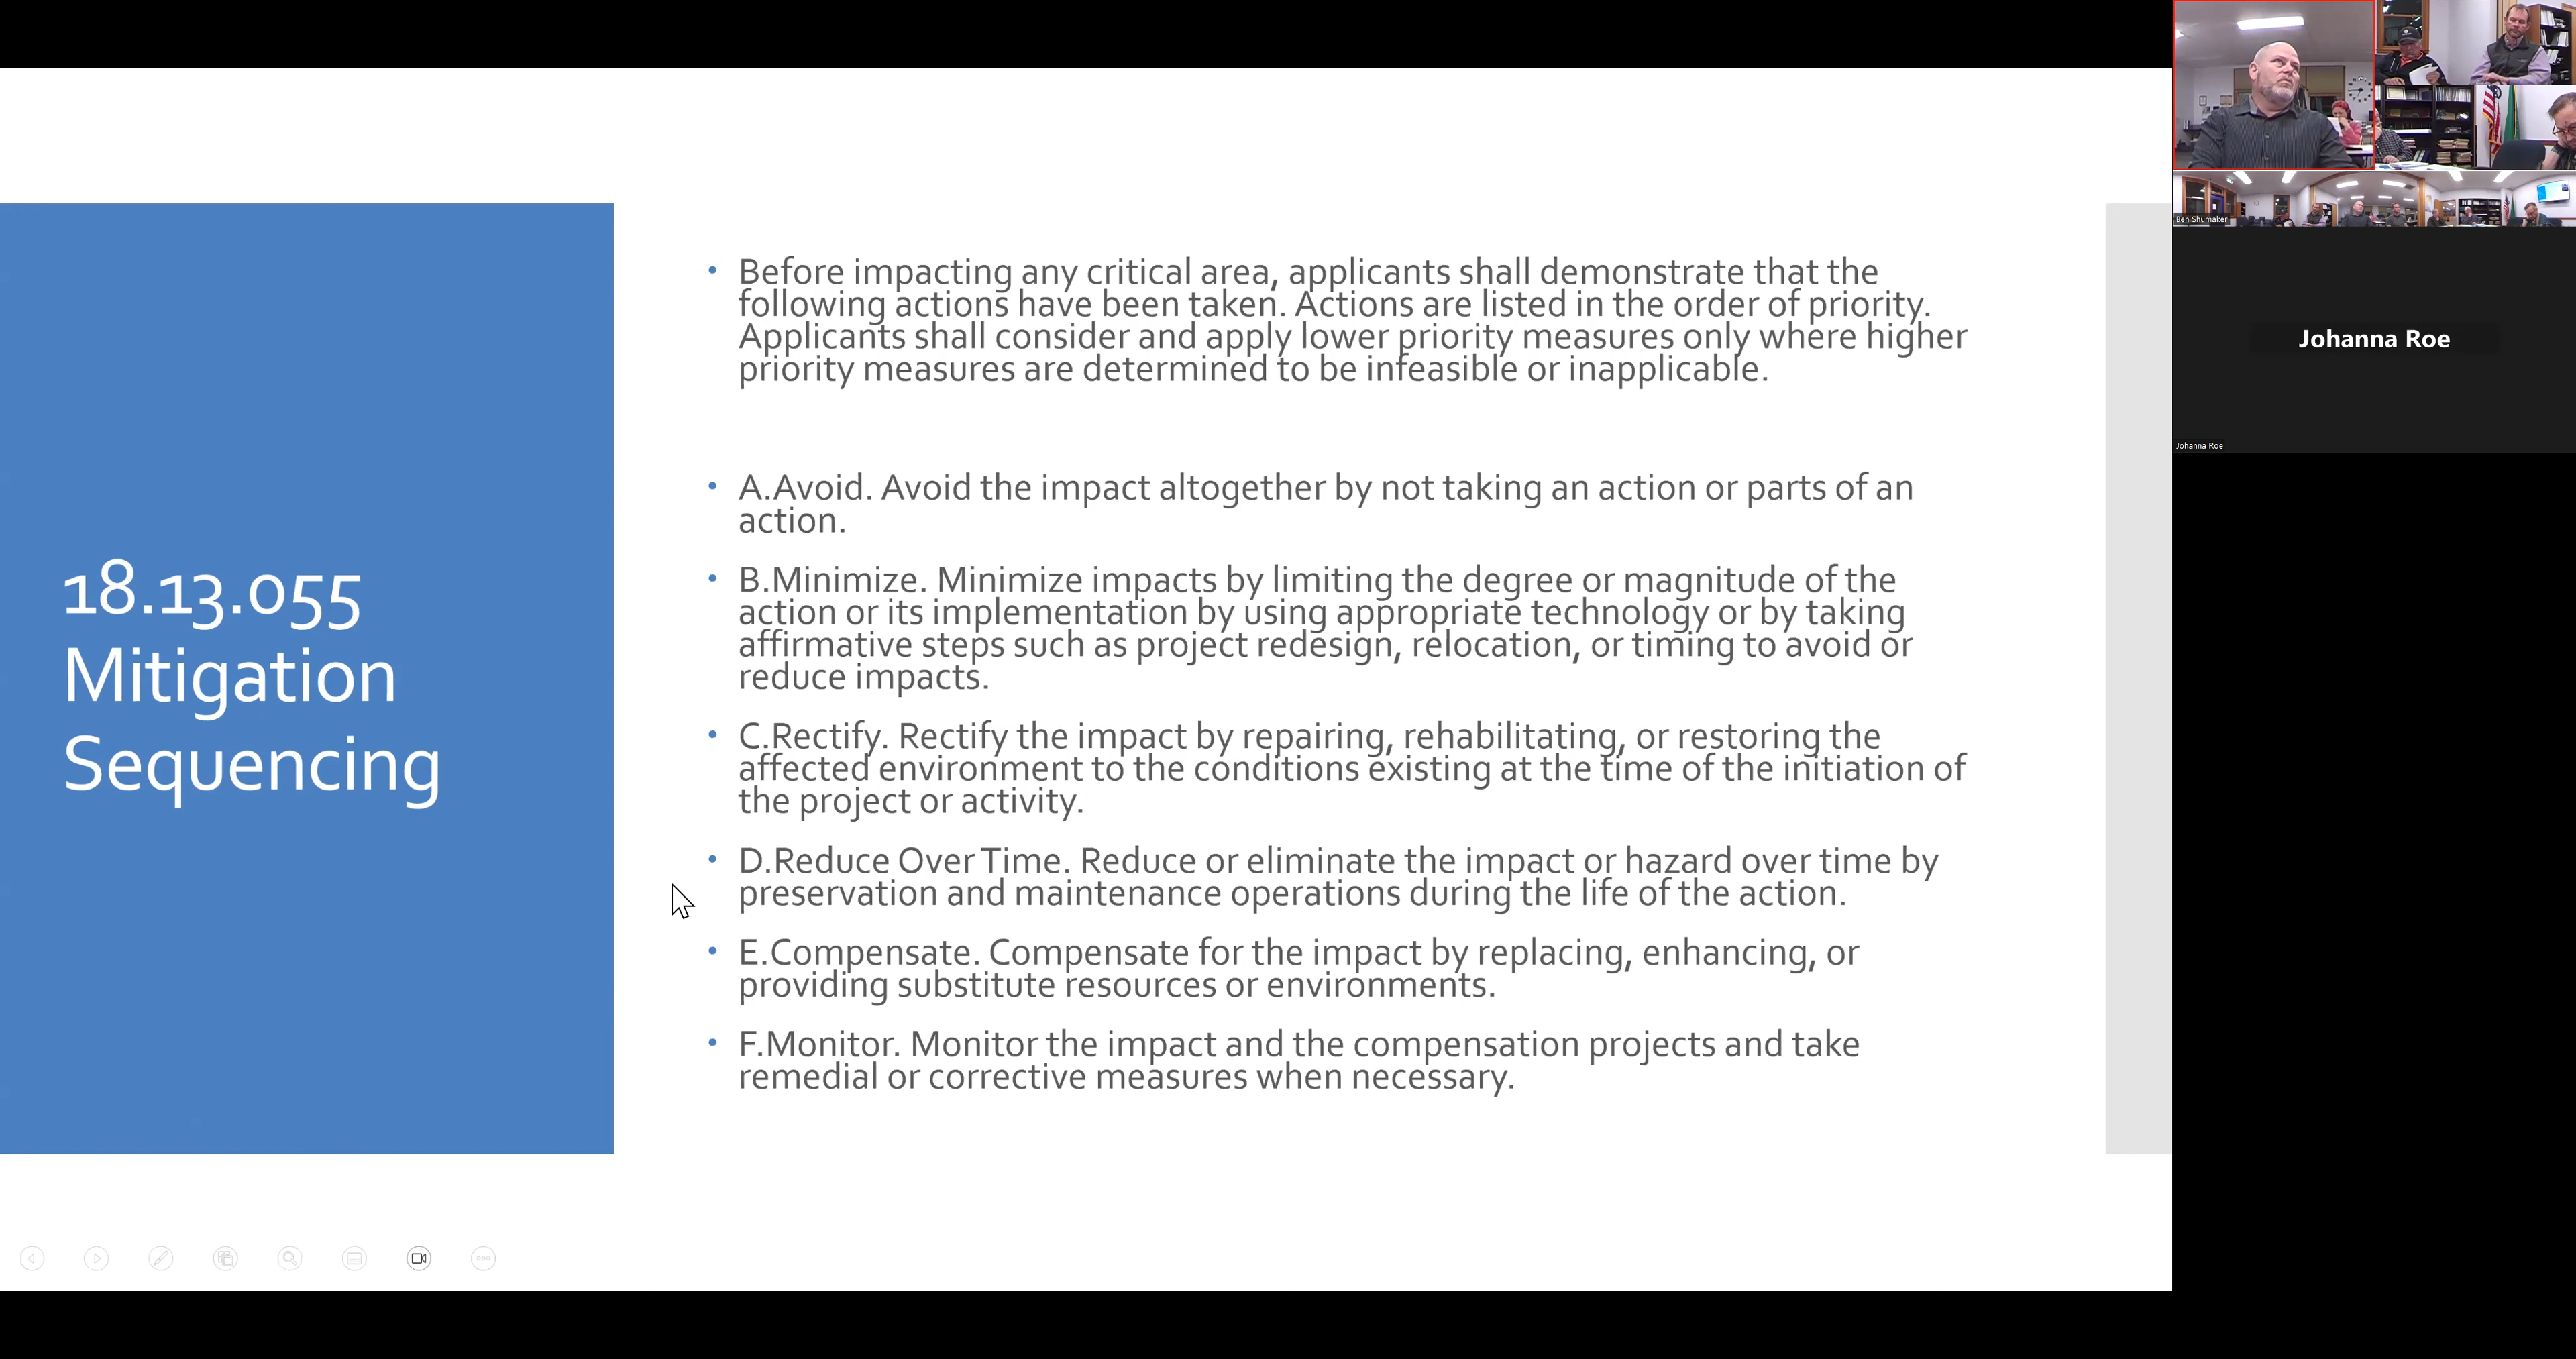 18.13.055
Mitigation
Sequencing
• Before impacting any critical area, applicants shall demonstrate that the
following actions have been taken. Actions are listed in the order of priority.
Applicants shall consider and apply lower priority measures only where higher
priority measures are determined to be infeasible or inapplicable.
• A.Avoid. Avoid the impact altogether by not taking an action or parts of an
action.
• B.Minimize. Minimize impacts by limiting the degree or magnitude of the
action or its implementation by using appropriate technology or by taking
affirmative steps such as project redesign, relocation, or timing to avoid or
reduce impacts.
• C.Rectify. Rectify the impact by repairing, rehabilitating, or restoring the
affected environment to the conditions existing at the time of the initiation of
the project or activity.
• D.Reduce Over Time. Reduce or eliminate the impact or hazard over time by
preservation and maintenance operations during the life of the action.
• E.Compensate. Compensate for the impact by replacing, enhancing, or
providing substitute resources or environments.
• F.Monitor. Monitor the impact and the compensation projects and take
remedial or corrective measures when necessary.
Ben Shumaker
Johanna Roe
Johanna Roe